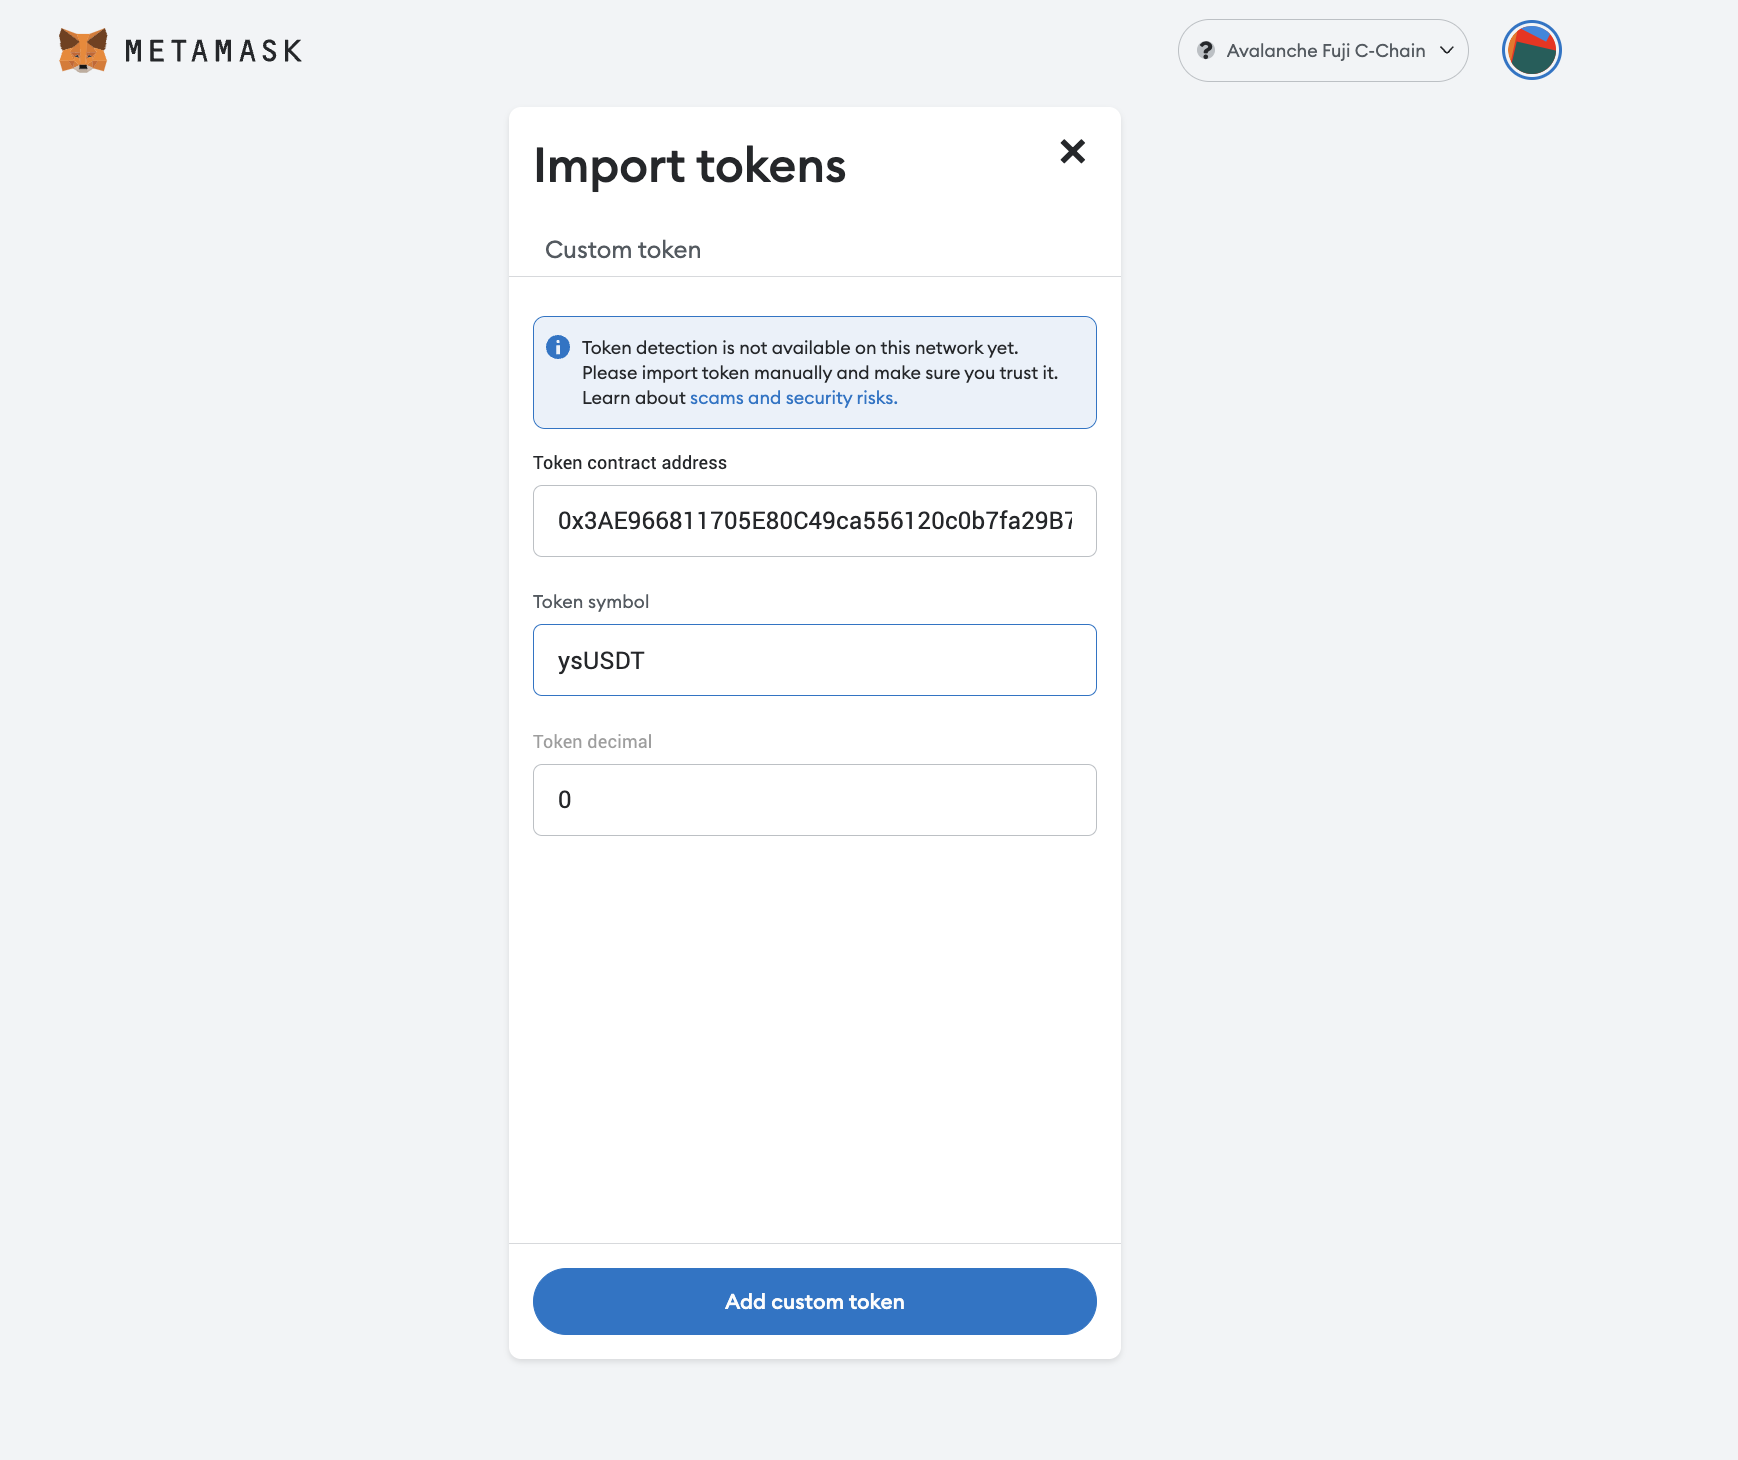 METAMASK
Avalanche Fuji C-Chain
Import tokens
Custom token
Token detection is not available on this network yet.
Please import token manually and make sure you trust it.
Learn about scams and security risks.
Token contract address
0x3AE966811705E80C49ca556120c0b7fa29B7
Token symbol
ysUSDT
Token decimal
0
Add custom token